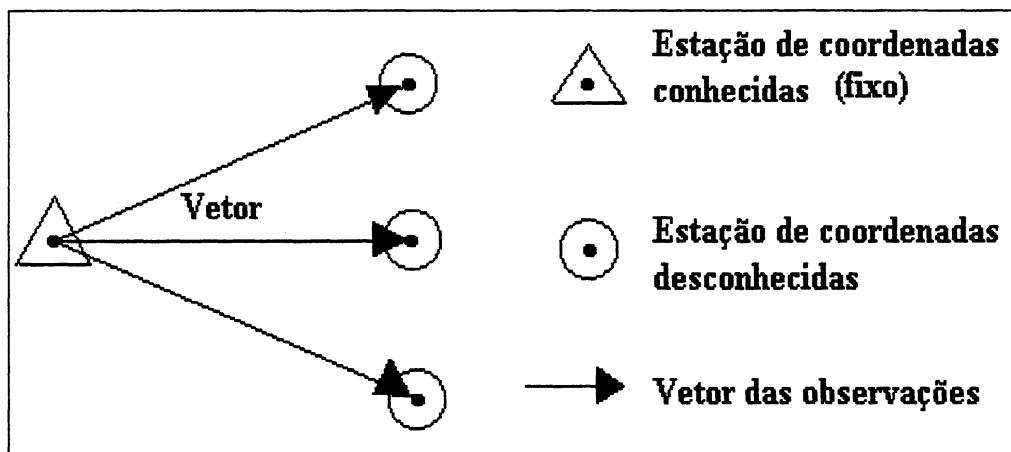 Estação de coordenadas
conhecidas (fixo)
Vetor
Estação de coordenadas
desconhecidas
Vetor das observações